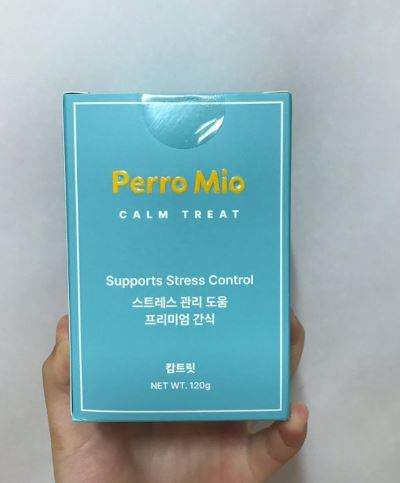 Perro Mio
CALM TREAT
Supports Stress Control
스트레스 관리 도움
프리미엄 간식
캄트릿
NET WT. 120g